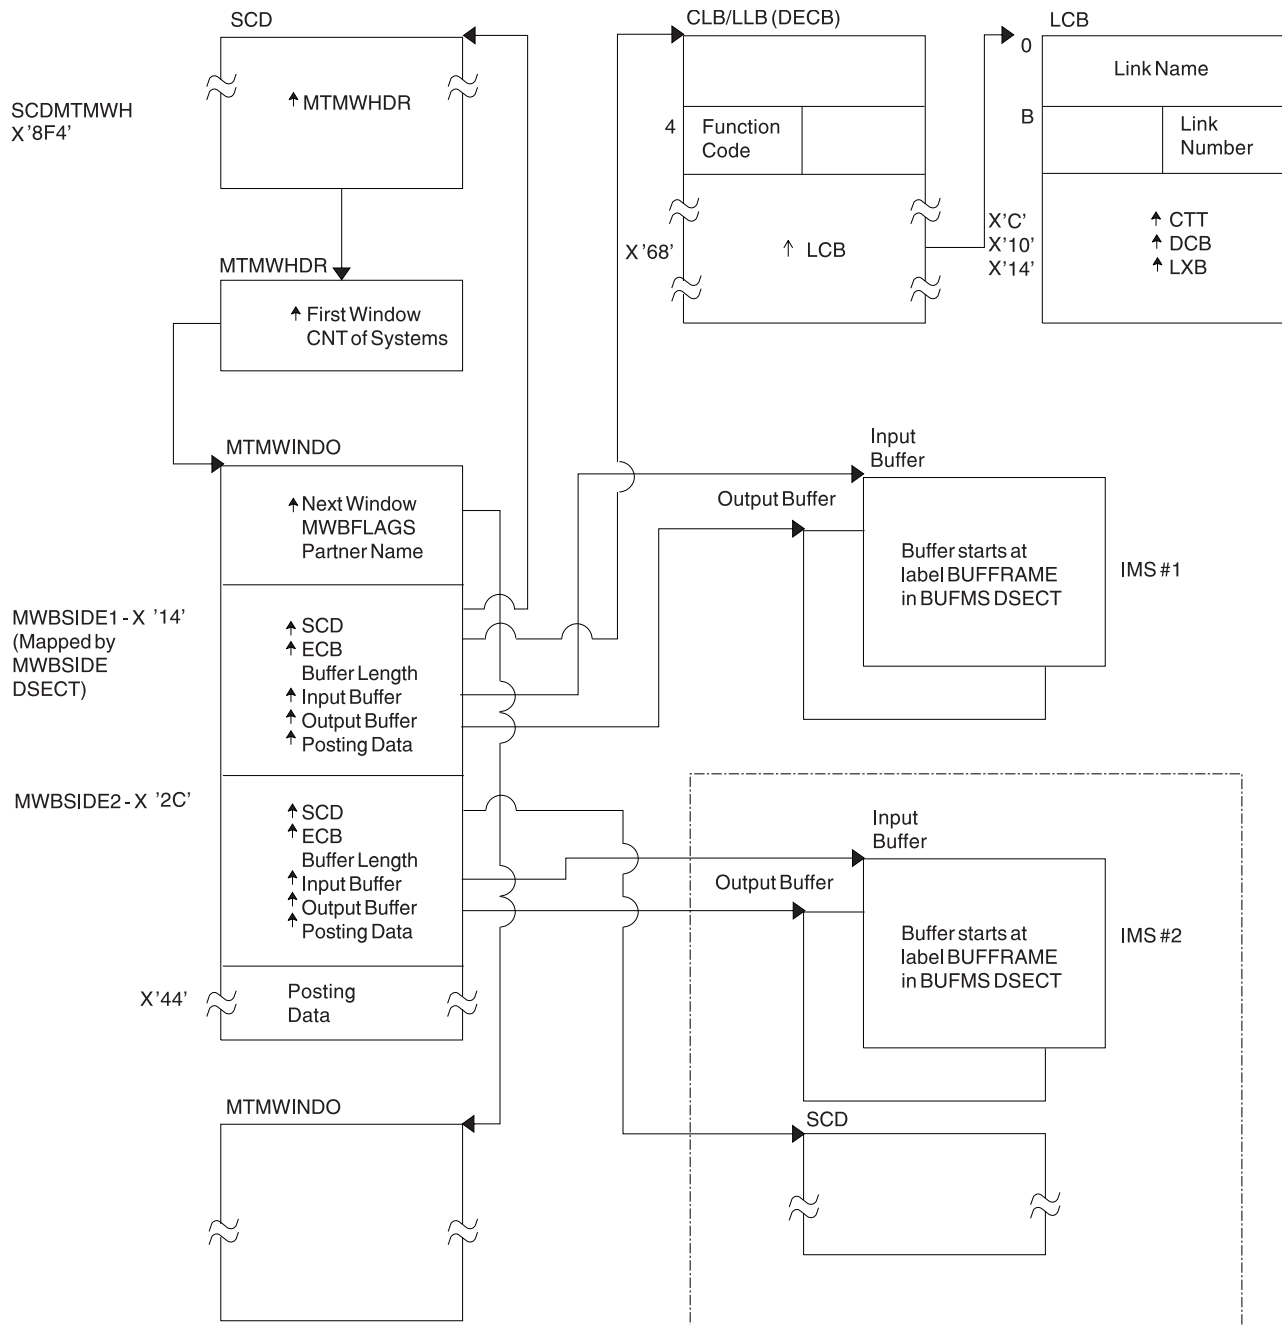 SCD
SCDMTMWH
X '8F4'
MTMWHDR
MTMWHDR
First Window
CNT of Systems
CLB/LLB (DECB)
4
Function
Code
X '68'
LCB
LCB
0
Link Name
B
Link
Number
X'C'
X'10'
X'14'
CTT
DCB
LXB
MTMWINDO
Next Window
MWBFLAGS
Partner Name
MWBSIDE1 - X '14'
(Mapped by
MWBSIDE
DSECT)
SCD
ECB
Buffer Length
Input Buffer
Output Buffer
Posting Data
MWBSIDE2 - X '2C'
SCD
ECB
Buffer Length
Input Buffer
Output Buffer
Posting Data
X '44'
Posting
Data
MTMWINDO
Input
Buffer
Output Buffer
Buffer starts at
label BUFFRAME
in BUFMS DSECT
IMS #1
Input
Buffer
Output Buffer
Buffer starts at
label BUFFRAME
in BUFMS DSECT
IMS #2
SCD